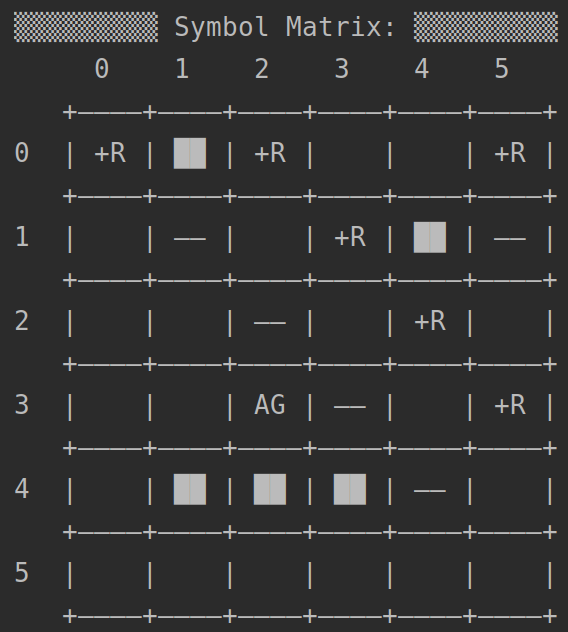 ▒▒▒▒▒▒▒▒▒ Symbol Matrix: ▒▒▒▒▒▒▒▒▒
     0    1    2    3    4    5
   +————+————+————+————+————+————+
0  | +R | ██ | +R |    |    | +R |
   +————+————+————+————+————+————+
1  |    | —— |    | +R | ██ | —— |
   +————+————+————+————+————+————+
2  |    |    | —— |    | +R |    |
   +————+————+————+————+————+————+
3  |    |    | AG | —— |    | +R |
   +————+————+————+————+————+————+
4  |    | ██ | ██ | ██ | —— |    |
   +————+————+————+————+————+————+
5  |    |    |    |    |    |    |
   +————+————+————+————+————+————+